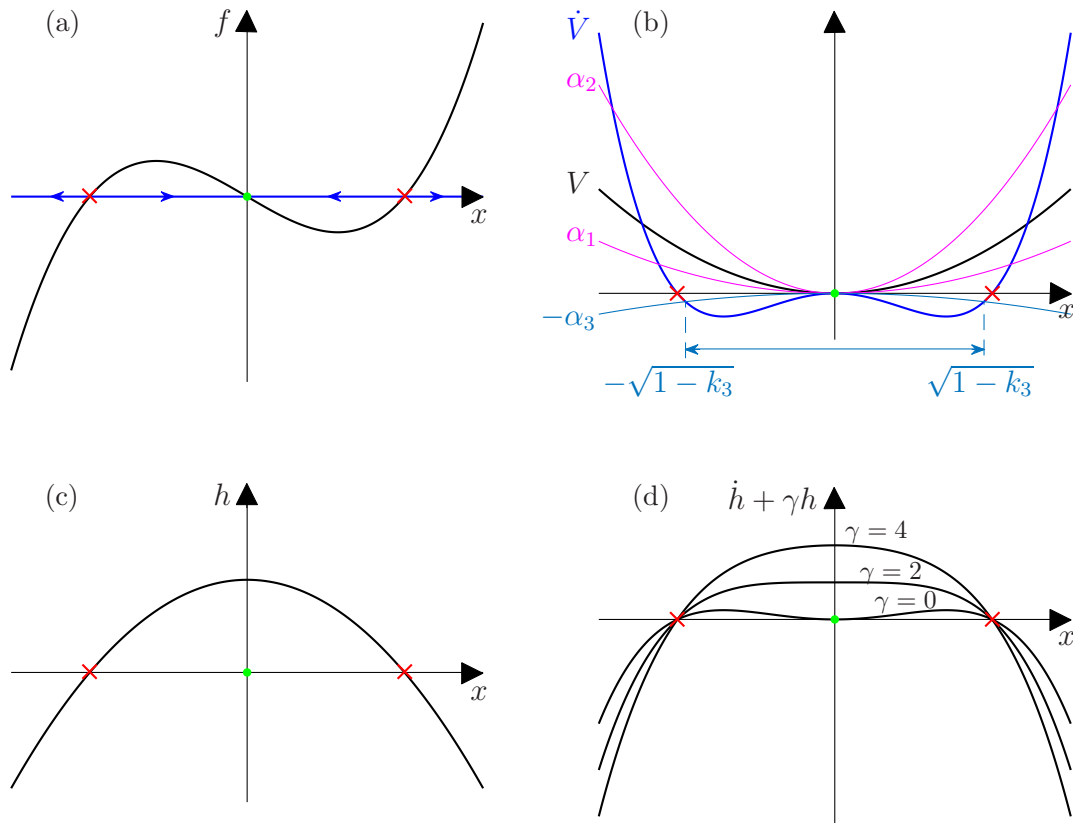 (a)
f
x
(b)
V̇
α₂
V
α₁
−α₃
x
−√(1 − k₃)
√(1 − k₃)
(c)
h
x
(d)
ḣ + γh
γ = 4
γ = 2
γ = 0
x